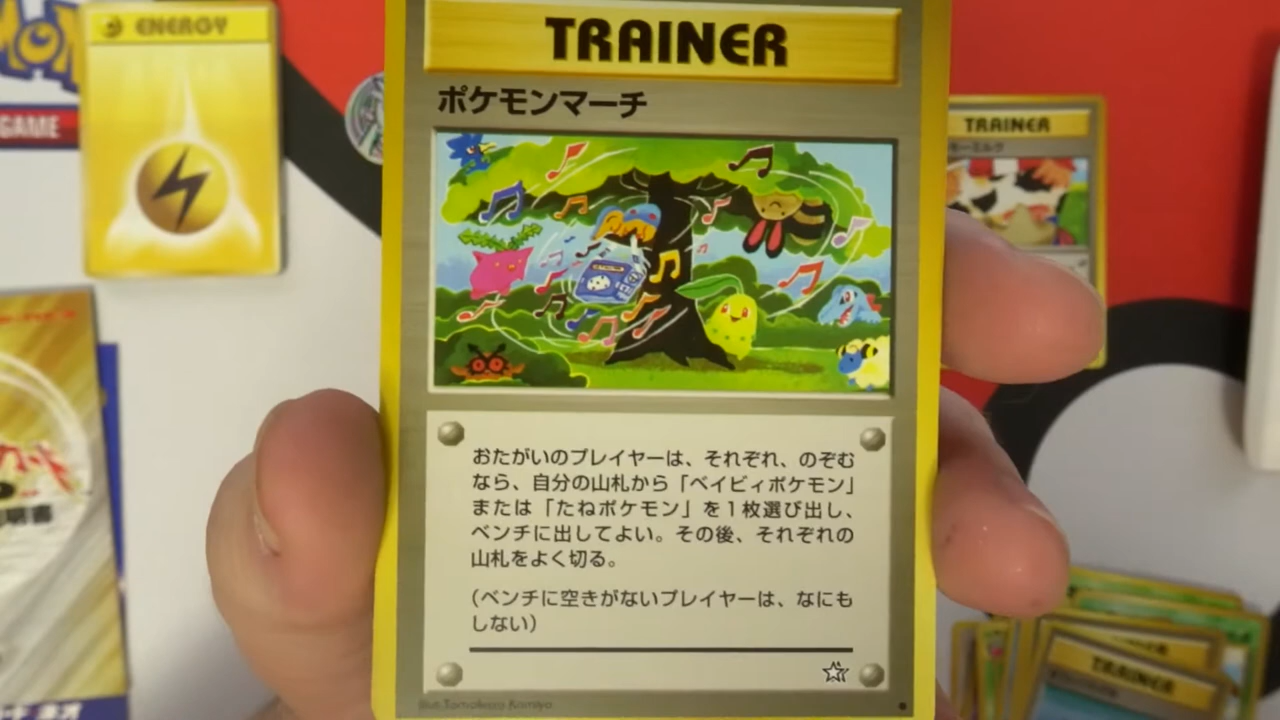 ENERGY
GAME
TRAINER
ポケモンマーチ
おたがいのプレイヤーは、それぞれ、のぞむ
なら、自分の山札から「ベイビィポケモン」
または「たねポケモン」を1枚選び出し、
ベンチに出してよい。その後、それぞれの
山札をよく切る。
(ベンチに空きがないプレイヤーは、なにも
しない)
Illus. Tomokazu Komiya
TRAINER
TRAINER